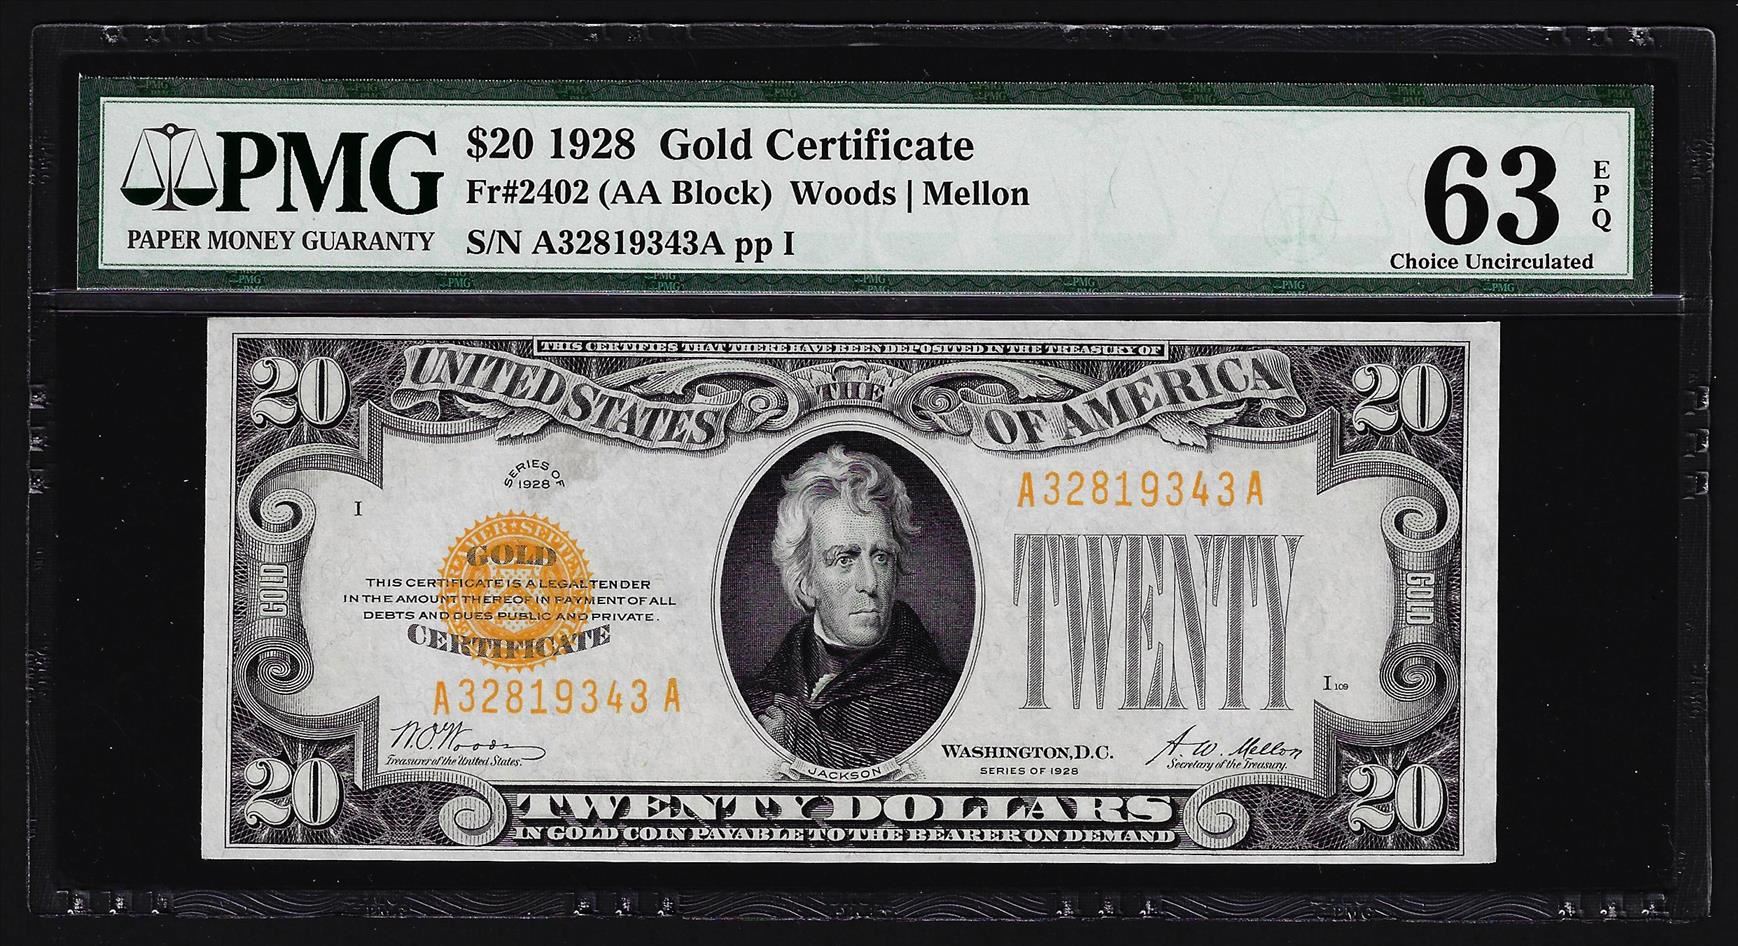 PMG
PAPER MONEY GUARANTY
$20 1928 Gold Certificate
Fr#2402 (AA Block) Woods | Mellon
S/N A32819343A pp I
63
EPQ
Choice Uncirculated
THIS CERTIFIES THAT THERE HAVE BEEN DEPOSITED IN THE TREASURY OF
20
UNITED STATES
THE
OF AMERICA
20
SERIES OF
1928
A32819343A
I
GOLD
THIS CERTIFICATE IS A LEGAL TENDER
IN THE AMOUNT THEREOF IN PAYMENT OF ALL
DEBTS AND DUES PUBLIC AND PRIVATE.
CERTIFICATE
GOLD
TWENTY
GOLD
A32819343A
I 109
W.O. Woods
Treasurer of the United States.
JACKSON
WASHINGTON, D.C.
SERIES OF 1928
A. W. Mellon
Secretary of the Treasury.
20
TWENTY DOLLARS
20
IN GOLD COIN PAYABLE TO THE BEARER ON DEMAND